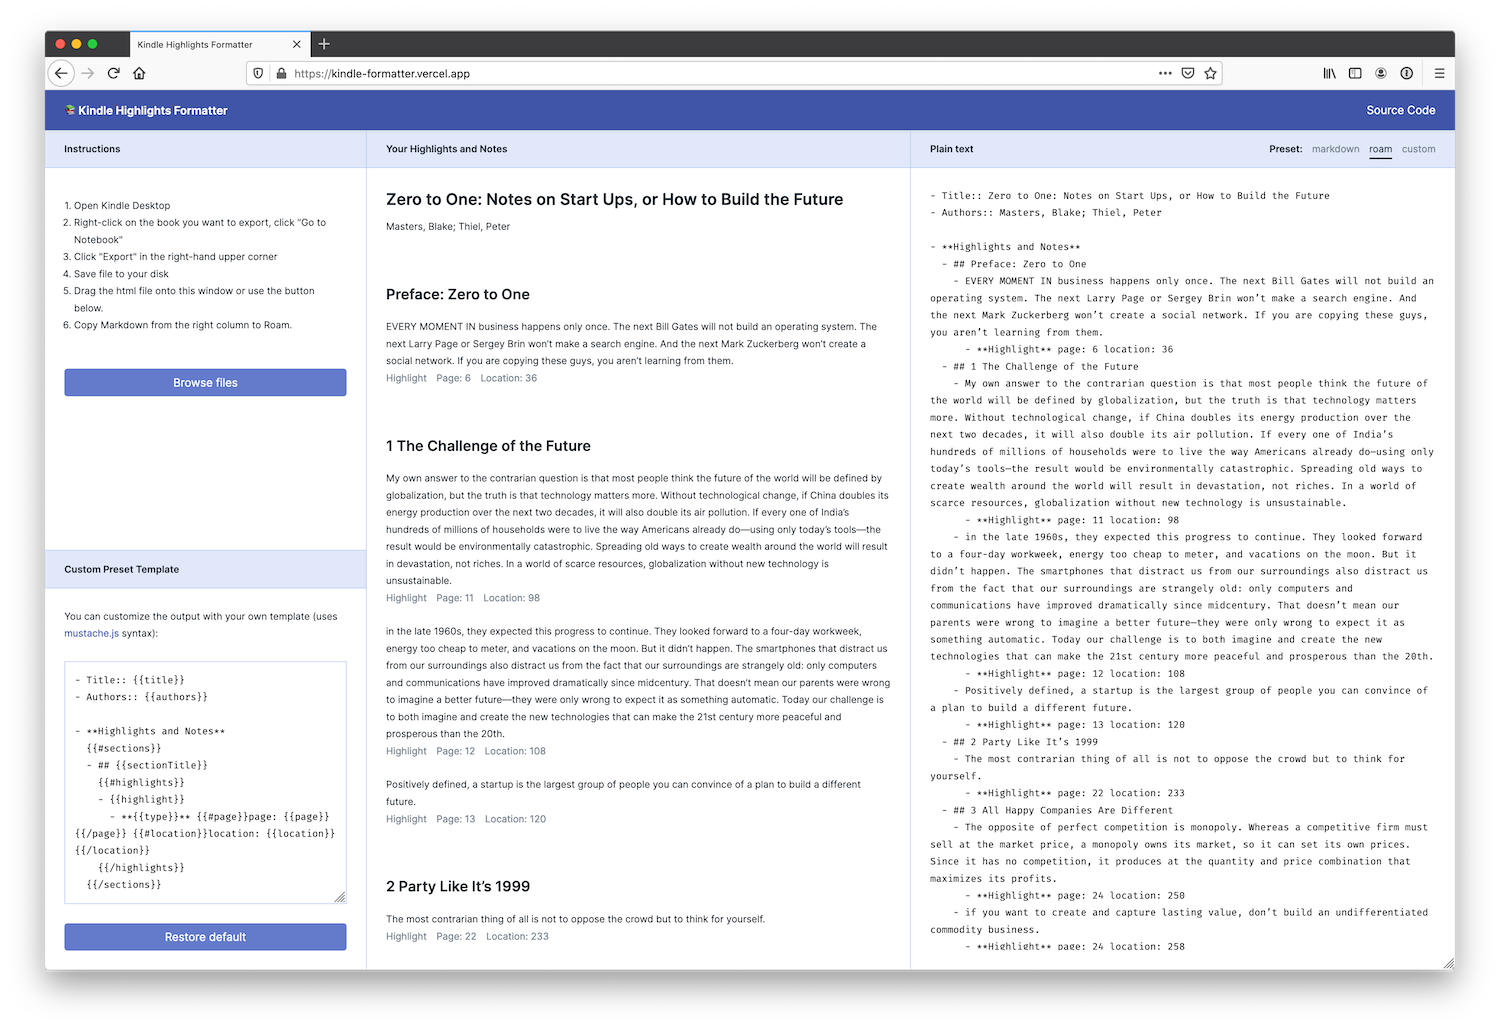 Kindle Highlights Formatter
https://kindle-formatter.vercel.app
Kindle Highlights Formatter
Source Code
Instructions
1. Open Kindle Desktop
2. Right-click on the book you want to export, click "Go to
Notebook"
3. Click "Export" in the right-hand upper corner
4. Save file to your disk
5. Drag the html file onto this window or use the button
below.
6. Copy Markdown from the right column to Roam.
Browse files
Custom Preset Template
You can customize the output with your own template (uses
mustache.js syntax):
- Title:: {{title}}
- Authors:: {{authors}}
- **Highlights and Notes**
{{#sections}}
- ## {{sectionTitle}}
{{#highlights}}
- {{highlight}}
- **{{type}}** {{#page}}page: {{page}}
{{/page}} {{#location}}location: {{location}}
{{/location}}
{{/highlights}}
{{/sections}}
Restore default
Your Highlights and Notes
Zero to One: Notes on Start Ups, or How to Build the Future
Masters, Blake; Thiel, Peter
Preface: Zero to One
EVERY MOMENT IN business happens only once. The next Bill Gates will not build an operating system. The
next Larry Page or Sergey Brin won't make a search engine. And the next Mark Zuckerberg won't create a
social network. If you are copying these guys, you aren't learning from them.
Highlight Page: 6 Location: 36
1 The Challenge of the Future
My own answer to the contrarian question is that most people think the future of the world will be defined by
globalization, but the truth is that technology matters more. Without technological change, if China doubles its
energy production over the next two decades, it will also double its air pollution. If every one of India's
hundreds of millions of households were to live the way Americans already do—using only today's tools—the
result would be environmentally catastrophic. Spreading old ways to create wealth around the world will result
in devastation, not riches. In a world of scarce resources, globalization without new technology is
unsustainable.
Highlight Page: 11 Location: 98
in the late 1960s, they expected this progress to continue. They looked forward to a four-day workweek,
energy too cheap to meter, and vacations on the moon. But it didn't happen. The smartphones that distract us
from our surroundings also distract us from the fact that our surroundings are strangely old: only computers
and communications have improved dramatically since midcentury. That doesn't mean our parents were wrong
to imagine a better future—they were only wrong to expect it as something automatic. Today our challenge is
to both imagine and create the new technologies that can make the 21st century more peaceful and
prosperous than the 20th.
Highlight Page: 12 Location: 108
Positively defined, a startup is the largest group of people you can convince of a plan to build a different
future.
Highlight Page: 13 Location: 120
2 Party Like It's 1999
The most contrarian thing of all is not to oppose the crowd but to think for yourself.
Highlight Page: 22 Location: 233
Plain text
Preset: markdown roam custom
- Title:: Zero to One: Notes on Start Ups, or How to Build the Future
- Authors:: Masters, Blake; Thiel, Peter
- **Highlights and Notes**
- ## Preface: Zero to One
- EVERY MOMENT IN business happens only once. The next Bill Gates will not build an
operating system. The next Larry Page or Sergey Brin won't make a search engine. And
the next Mark Zuckerberg won't create a social network. If you are copying these guys,
you aren't learning from them.
- **Highlight** page: 6 location: 36
- ## 1 The Challenge of the Future
- My own answer to the contrarian question is that most people think the future of
the world will be defined by globalization, but the truth is that technology matters
more. Without technological change, if China doubles its energy production over the
next two decades, it will also double its air pollution. If every one of India's
hundreds of millions of households were to live the way Americans already do—using only
today's tools—the result would be environmentally catastrophic. Spreading old ways to
create wealth around the world will result in devastation, not riches. In a world of
scarce resources, globalization without new technology is unsustainable.
- **Highlight** page: 11 location: 98
- in the late 1960s, they expected this progress to continue. They looked forward
to a four-day workweek, energy too cheap to meter, and vacations on the moon. But it
didn't happen. The smartphones that distract us from our surroundings also distract us
from the fact that our surroundings are strangely old: only computers and
communications have improved dramatically since midcentury. That doesn't mean our
parents were wrong to imagine a better future—they were only wrong to expect it as
something automatic. Today our challenge is to both imagine and create the new
technologies that can make the 21st century more peaceful and prosperous than the 20th.
- **Highlight** page: 12 location: 108
- Positively defined, a startup is the largest group of people you can convince of
a plan to build a different future.
- **Highlight** page: 13 location: 120
- ## 2 Party Like It's 1999
- The most contrarian thing of all is not to oppose the crowd but to think for
yourself.
- **Highlight** page: 22 location: 233
- ## 3 All Happy Companies Are Different
- The opposite of perfect competition is monopoly. Whereas a competitive firm must
sell at the market price, a monopoly owns its market, so it can set its own prices.
Since it has no competition, it produces at the quantity and price combination that
maximizes its profits.
- **Highlight** page: 24 location: 250
- if you want to create and capture lasting value, don't build an undifferentiated
commodity business.
- **Highlight** page: 24 location: 258